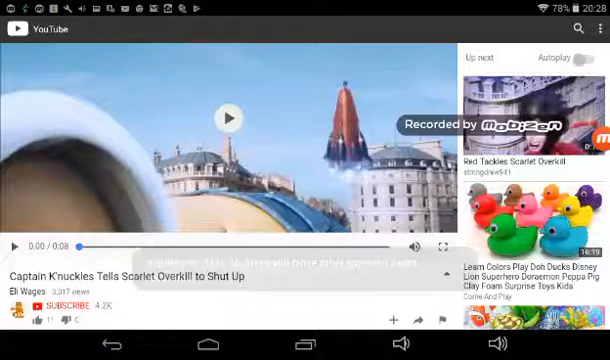 78% 20:28
YouTube
Up next Autoplay
Recorded by mobizen
Red Tackles Scarlet Overkill
strongdrew941
0:00 / 0:08
Captain K'nuckles Tells Scarlet Overkill to Shut Up
Eli Wages 3,017 views
SUBSCRIBE 4.2K
11 0
16:19
Learn Colors Play Doh Ducks Disney
Lion Superhero Doraemon Peppa Pig
Clay Foam Surprise Toys Kids
Come And Play